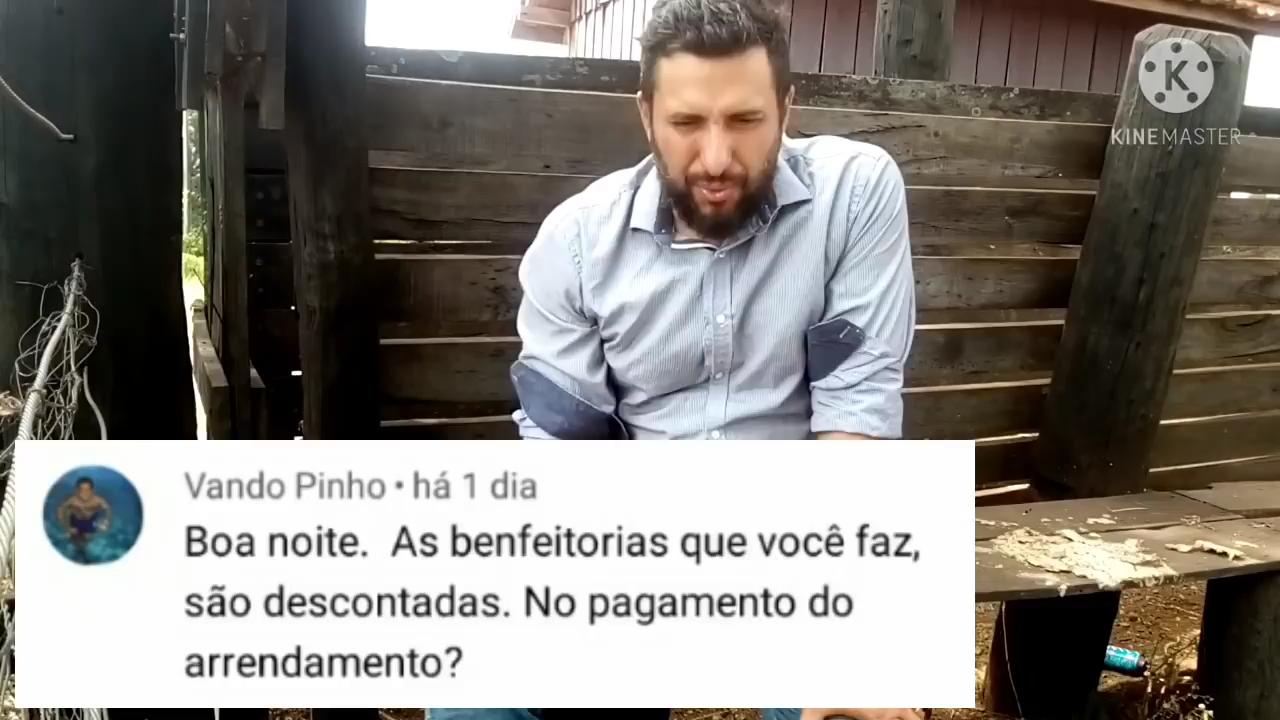 K
KINEMASTER
Vando Pinho • há 1 dia
Boa noite.  As benfeitorias que você faz,
são descontadas. No pagamento do
arrendamento?